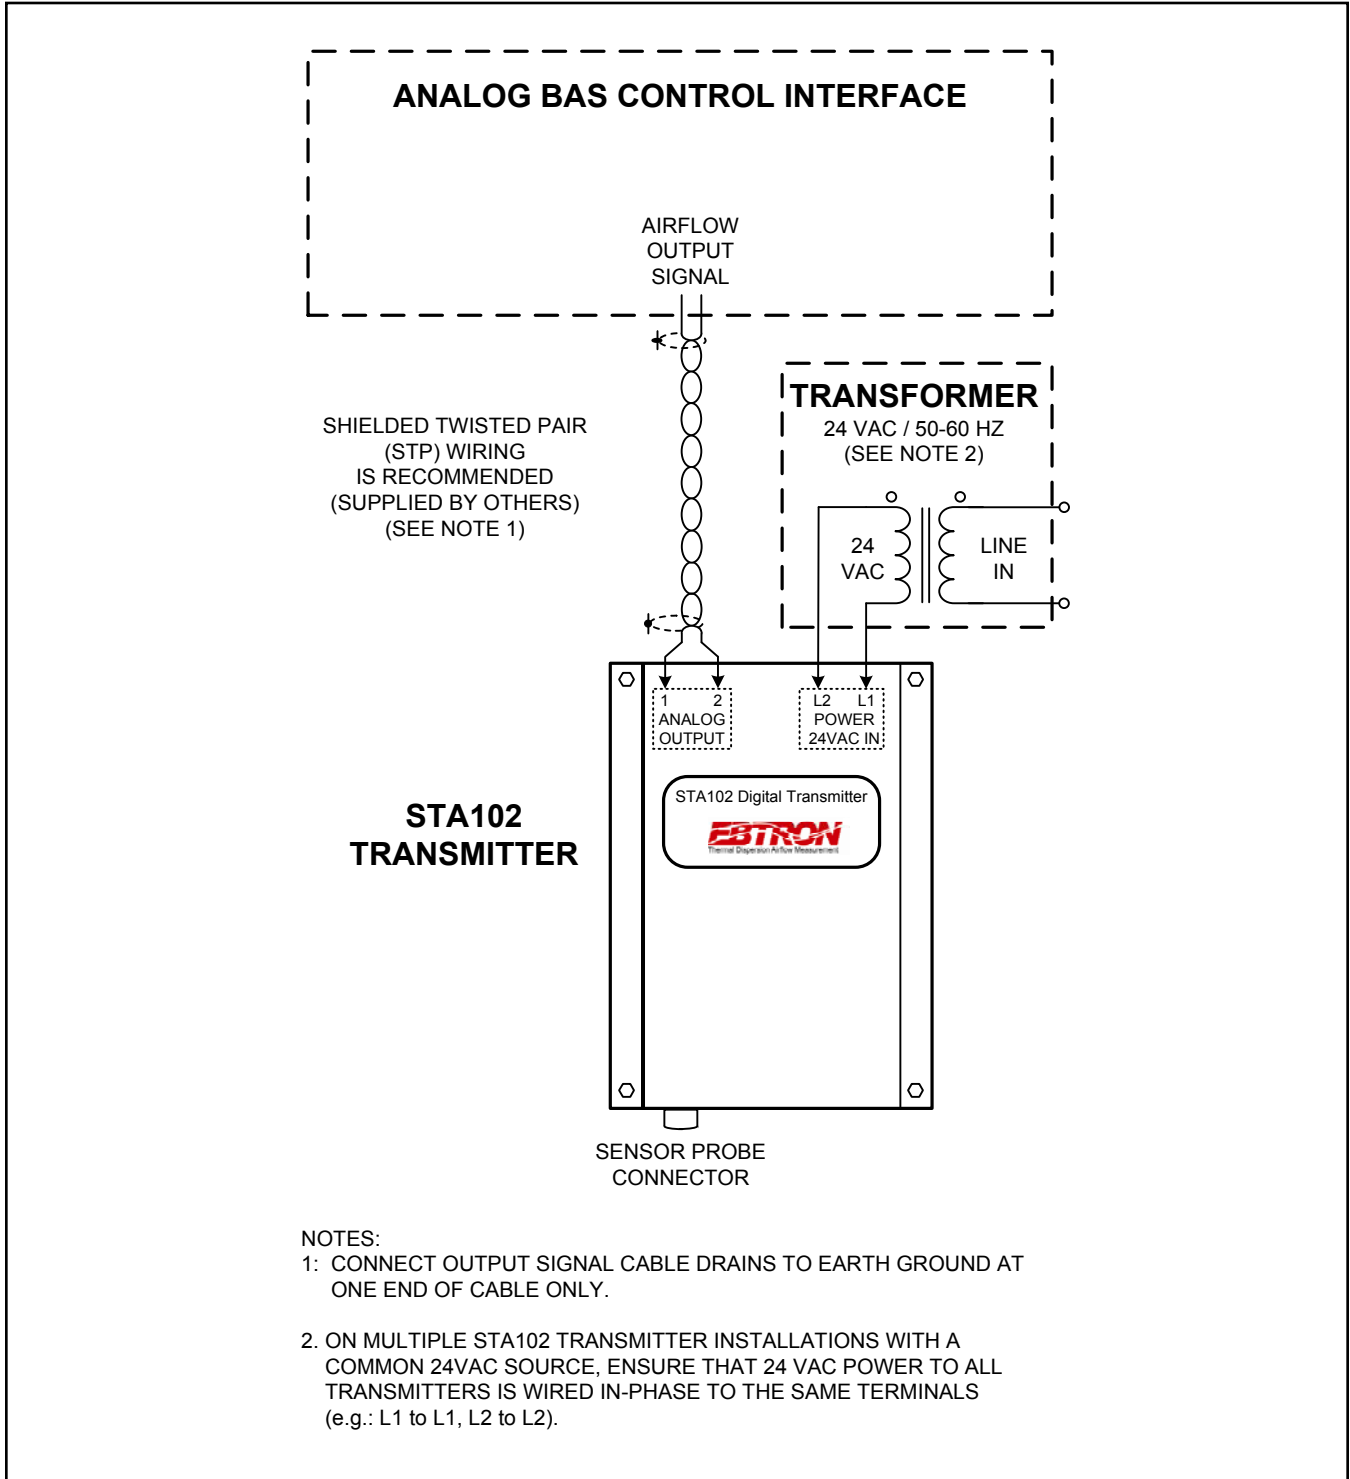 ANALOG BAS CONTROL INTERFACE
AIRFLOW
OUTPUT
SIGNAL
TRANSFORMER
24 VAC / 50-60 HZ
(SEE NOTE 2)
SHIELDED TWISTED PAIR
(STP) WIRING
IS RECOMMENDED
(SUPPLIED BY OTHERS)
(SEE NOTE 1)
24
VAC
LINE
IN
1 2
ANALOG
OUTPUT
L2 L1
POWER
24VAC IN
STA102 Digital Transmitter
EBTRON
Thermal Dispersion Airflow Measurement
STA102
TRANSMITTER
SENSOR PROBE
CONNECTOR
NOTES:
1: CONNECT OUTPUT SIGNAL CABLE DRAINS TO EARTH GROUND AT
ONE END OF CABLE ONLY.
2. ON MULTIPLE STA102 TRANSMITTER INSTALLATIONS WITH A
COMMON 24VAC SOURCE, ENSURE THAT 24 VAC POWER TO ALL
TRANSMITTERS IS WIRED IN-PHASE TO THE SAME TERMINALS
(e.g.: L1 to L1, L2 to L2).